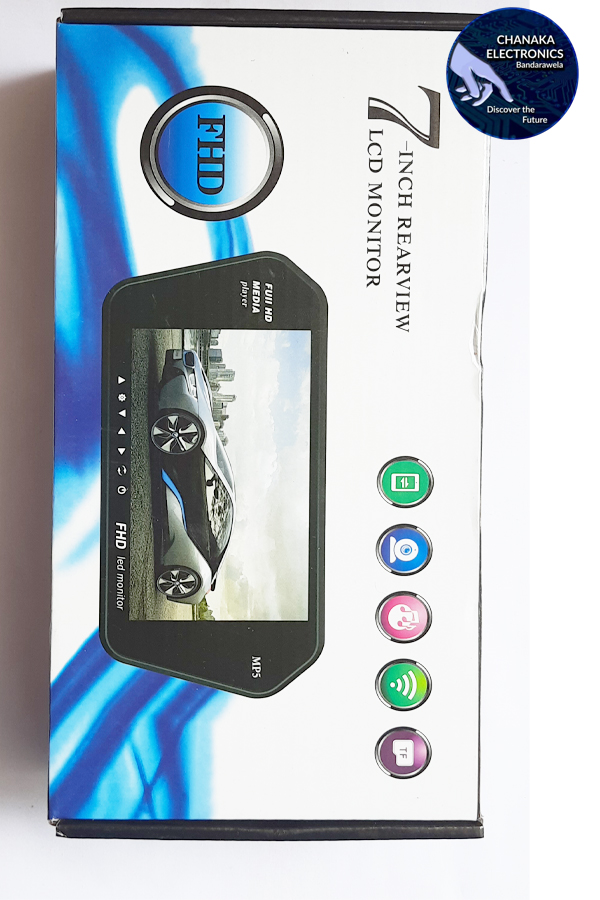 CHANAKA
ELECTRONICS
Bandarawela
Discover the
Future
7-INCH REARVIEW
LCD MONITOR
FHD
FUll HD
MEDIA
player
MP5
FHD led monitor
TF